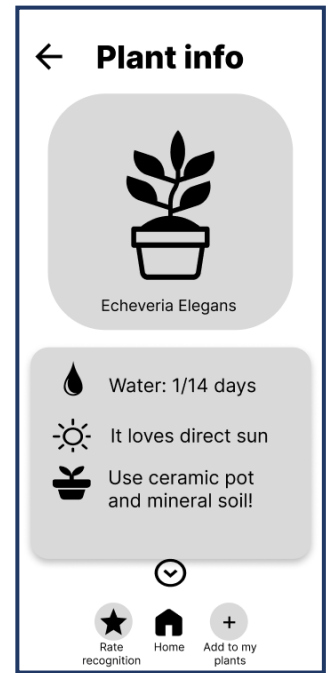 Plant info
Echeveria Elegans
Water: 1/14 days
It loves direct sun
Use ceramic pot
and mineral soil!
Rate
recognition
Home
Add to my
plants